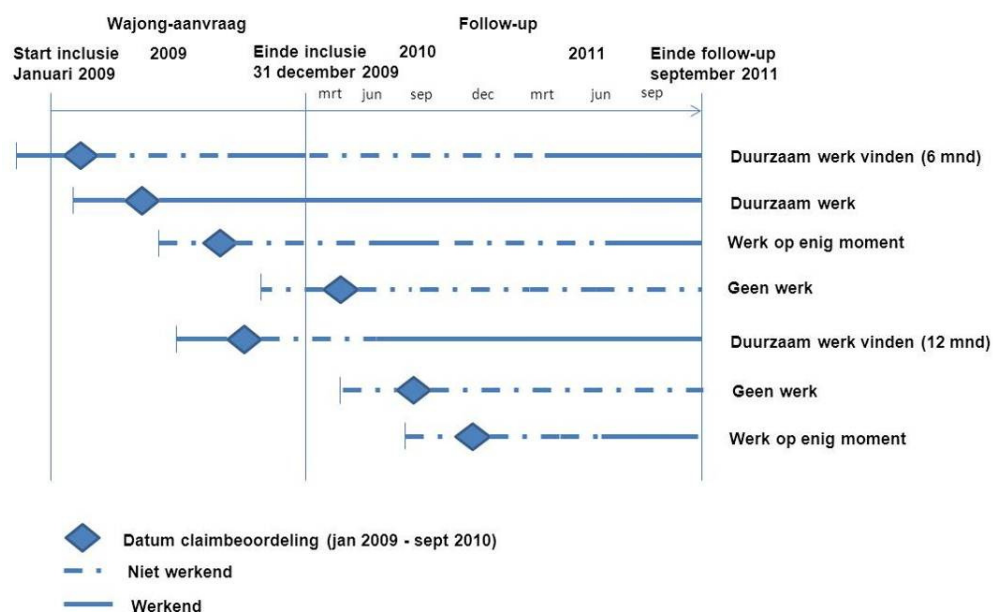 Wajong-aanvraag
Follow-up
Start inclusie
Januari 2009
2009
Einde inclusie
31 december 2009
2010
2011
Einde follow-up
september 2011
mrt jun sep dec mrt jun sep
Duurzaam werk vinden (6 mnd)
Duurzaam werk
Werk op enig moment
Geen werk
Duurzaam werk vinden (12 mnd)
Geen werk
Werk op enig moment
Datum claimbeoordeling (jan 2009 - sept 2010)
Niet werkend
Werkend